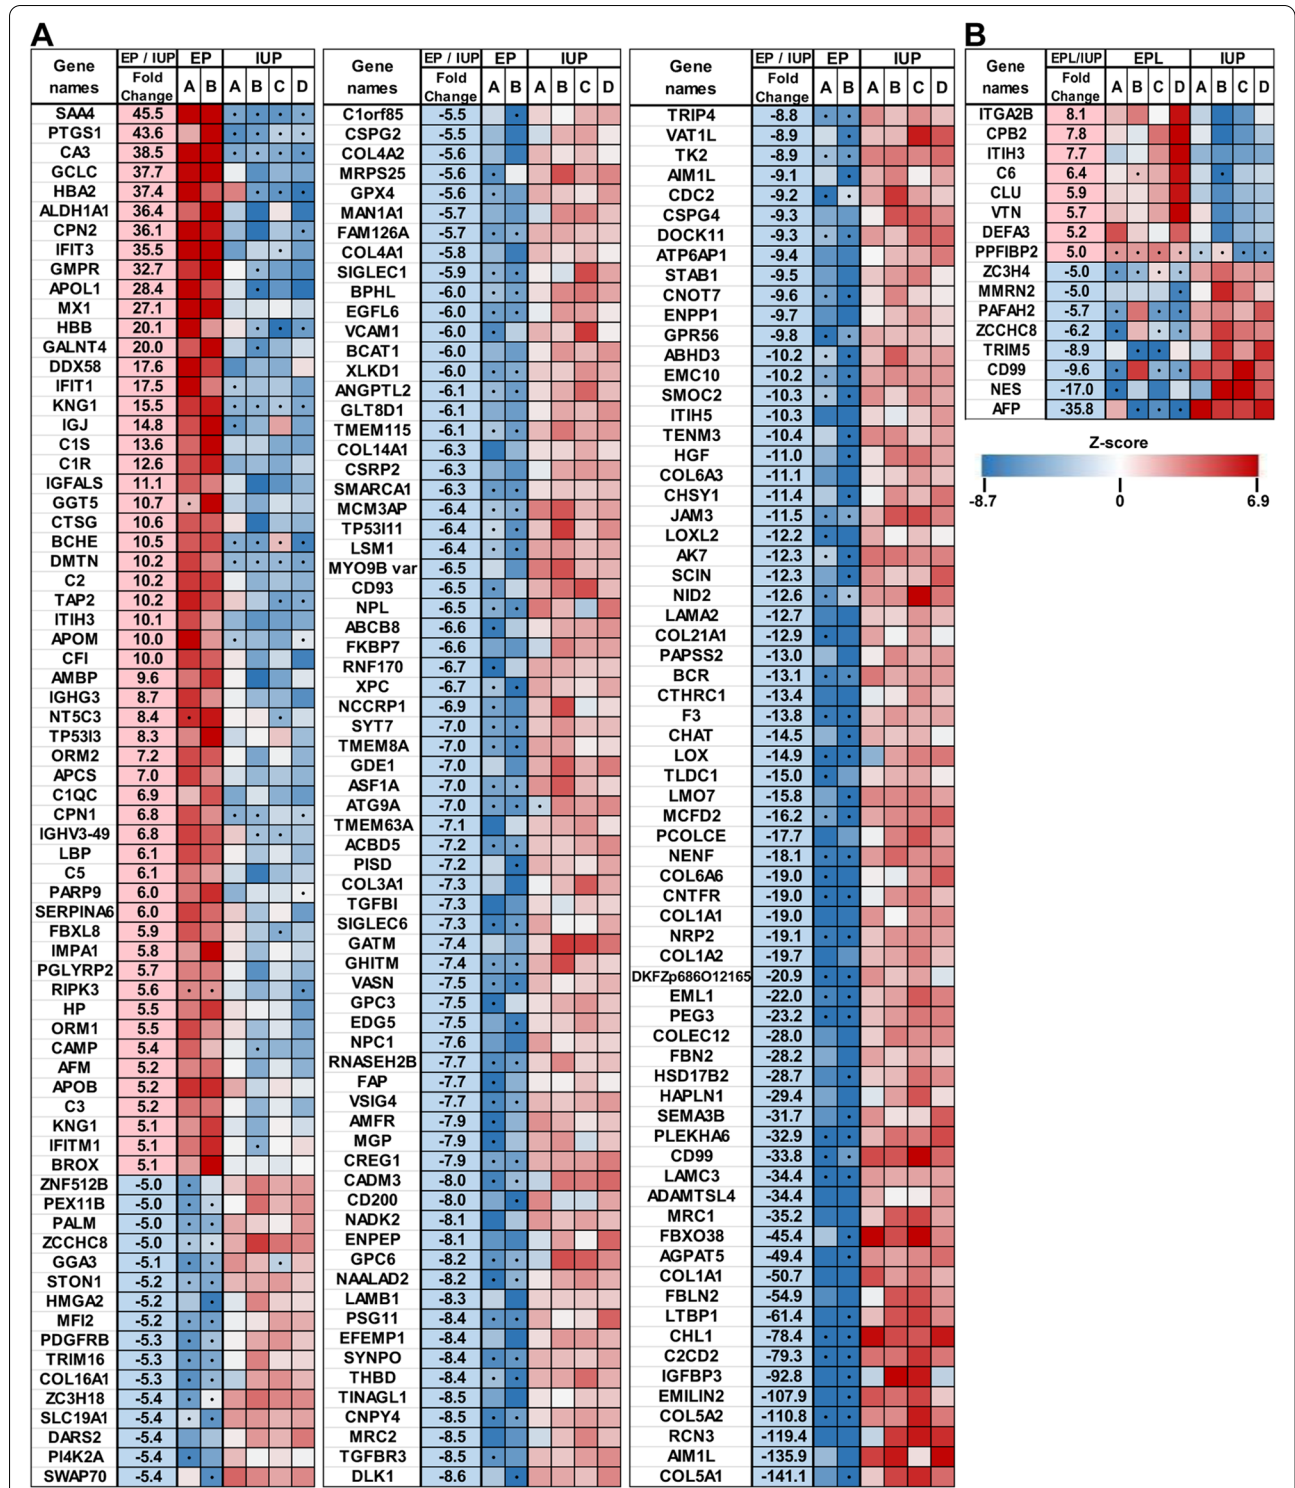 A
Gene names EP / IUP Fold Change EP A B IUP A B C D
SAA4 45.5
PTGS1 43.6
CA3 38.5
GCLC 37.7
HBA2 37.4
ALDH1A1 36.4
CPN2 36.1
IFIT3 35.5
GMPR 32.7
APOL1 28.4
MX1 27.1
HBB 20.1
GALNT4 20.0
DDX58 17.6
IFIT1 17.5
KNG1 15.5
IGJ 14.8
C1S 13.6
C1R 12.6
IGFALS 11.1
GGT5 10.7
CTSG 10.6
BCHE 10.5
DMTN 10.2
C2 10.2
TAP2 10.2
ITIH3 10.1
APOM 10.0
CFI 10.0
AMBP 9.6
IGHG3 8.7
NT5C3 8.4
TP53I3 8.3
ORM2 7.2
APCS 7.0
C1QC 6.9
CPN1 6.8
IGHV3-49 6.8
LBP 6.1
C5 6.1
PARP9 6.0
SERPINA6 6.0
FBXL8 5.9
IMPA1 5.8
PGLYRP2 5.7
RIPK3 5.6
HP 5.5
ORM1 5.5
CAMP 5.4
AFM 5.2
APOB 5.2
C3 5.2
KNG1 5.1
IFITM1 5.1
BROX 5.1
ZNF512B -5.0
PEX11B -5.0
PALM -5.0
ZCCHC8 -5.0
GGA3 -5.1
STON1 -5.2
HMGA2 -5.2
MFI2 -5.2
PDGFRB -5.3
TRIM16 -5.3
COL16A1 -5.3
ZC3H18 -5.4
SLC19A1 -5.4
DARS2 -5.4
PI4K2A -5.4
SWAP70 -5.4
Gene names EP / IUP Fold Change EP A B IUP A B C D
C1orf85 -5.5
CSPG2 -5.5
COL4A2 -5.6
MRPS25 -5.6
GPX4 -5.6
MAN1A1 -5.7
FAM126A -5.7
COL4A1 -5.8
SIGLEC1 -5.9
BPHL -6.0
EGFL6 -6.0
VCAM1 -6.0
BCAT1 -6.0
XLKD1 -6.0
ANGPTL2 -6.1
GLT8D1 -6.1
TMEM115 -6.1
COL14A1 -6.3
CSRP2 -6.3
SMARCA1 -6.3
MCM3AP -6.4
TP53I11 -6.4
LSM1 -6.4
MYO9B var -6.5
CD93 -6.5
NPL -6.5
ABCB8 -6.6
FKBP7 -6.6
RNF170 -6.7
XPC -6.7
NCCRP1 -6.9
SYT7 -7.0
TMEM8A -7.0
GDE1 -7.0
ASF1A -7.0
ATG9A -7.0
TMEM63A -7.1
ACBD5 -7.2
PISD -7.2
COL3A1 -7.3
TGFBI -7.3
SIGLEC6 -7.3
GATM -7.4
GHITM -7.4
VASN -7.5
GPC3 -7.5
EDG5 -7.5
NPC1 -7.6
RNASEH2B -7.7
FAP -7.7
VSIG4 -7.7
AMFR -7.9
MGP -7.9
CREG1 -7.9
CADM3 -8.0
CD200 -8.0
NADK2 -8.1
ENPEP -8.1
GPC6 -8.2
NAALAD2 -8.2
LAMB1 -8.3
PSG11 -8.4
EFEMP1 -8.4
SYNPO -8.4
THBD -8.4
TINAGL1 -8.5
CNPY4 -8.5
MRC2 -8.5
TGFBR3 -8.5
DLK1 -8.6
Gene names EP / IUP Fold Change EP A B IUP A B C D
TRIP4 -8.8
VAT1L -8.9
TK2 -8.9
AIM1L -9.1
CDC2 -9.2
CSPG4 -9.3
DOCK11 -9.3
ATP6AP1 -9.4
STAB1 -9.5
CNOT7 -9.6
ENPP1 -9.7
GPR56 -9.8
ABHD3 -10.2
EMC10 -10.2
SMOC2 -10.3
ITIH5 -10.3
TENM3 -10.4
HGF -11.0
COL6A3 -11.1
CHSY1 -11.4
JAM3 -11.5
LOXL2 -12.2
AK7 -12.3
SCIN -12.3
NID2 -12.6
LAMA2 -12.7
COL21A1 -12.9
PAPSS2 -13.0
BCR -13.1
CTHRC1 -13.4
F3 -13.8
CHAT -14.5
LOX -14.9
TLDC1 -15.0
LMO7 -15.8
MCFD2 -16.2
PCOLCE -17.7
NENF -18.1
COL6A6 -19.0
CNTFR -19.0
COL1A1 -19.0
NRP2 -19.1
COL1A2 -19.7
DKFZp686O12165 -20.9
EML1 -22.0
PEG3 -23.2
COLEC12 -28.0
FBN2 -28.2
HSD17B2 -28.7
HAPLN1 -29.4
SEMA3B -31.7
PLEKHA6 -32.9
CD99 -33.8
LAMC3 -34.4
ADAMTSL4 -34.4
MRC1 -35.2
FBXO38 -45.4
AGPAT5 -49.4
COL1A1 -50.7
FBLN2 -54.9
LTBP1 -61.4
CHL1 -78.4
C2CD2 -79.3
IGFBP3 -92.8
EMILIN2 -107.9
COL5A2 -110.8
RCN3 -119.4
AIM1L -135.9
COL5A1 -141.1
B
Gene names EPL/IUP Fold Change EPL A B C D IUP A B C D
ITGA2B 8.1
CPB2 7.8
ITIH3 7.7
C6 6.4
CLU 5.9
VTN 5.7
DEFA3 5.2
PPFIBP2 5.0
ZC3H4 -5.0
MMRN2 -5.0
PAFAH2 -5.7
ZCCHC8 -6.2
TRIM5 -8.9
CD99 -9.6
NES -17.0
AFP -35.8
Z-score
-8.7 0 6.9